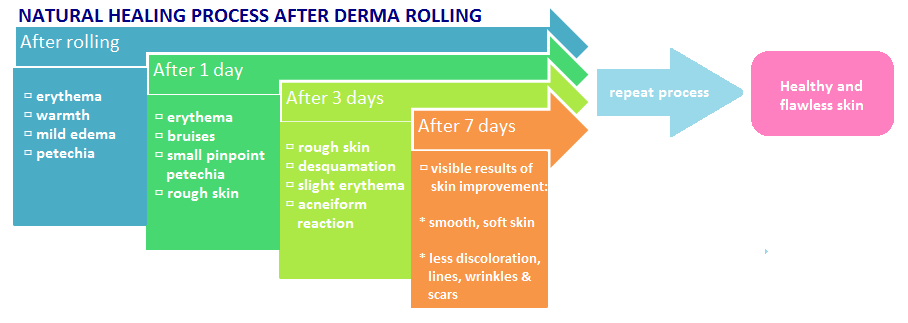 NATURAL HEALING PROCESS AFTER DERMA ROLLING
After rolling
erythema
warmth
mild edema
petechia
After 1 day
erythema
bruises
small pinpoint
petechia
rough skin
After 3 days
rough skin
desquamation
slight erythema
acneiform
reaction
After 7 days
visible results of
skin improvement:
* smooth, soft skin
* less discoloration,
lines, wrinkles &
scars
repeat process
Healthy and
flawless skin